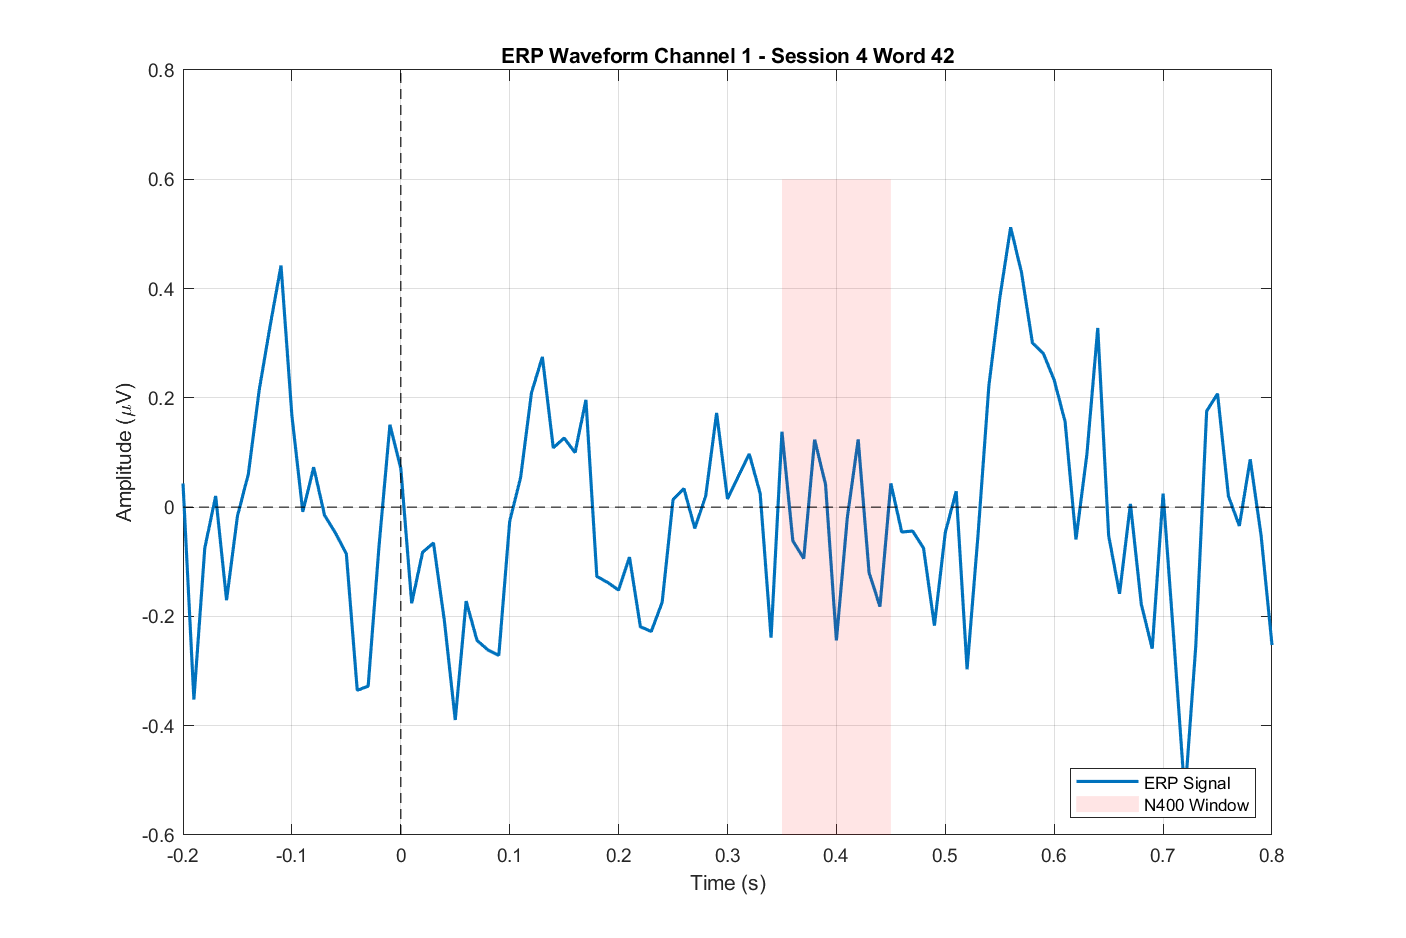 ERP Waveform Channel 1 - Session 4 Word 42
0.8
0.6
0.4
0.2
0
-0.2
-0.4
-0.6
Amplitude (μV)
ERP Signal
N400 Window
-0.2 -0.1 0 0.1 0.2 0.3 0.4 0.5 0.6 0.7 0.8
Time (s)